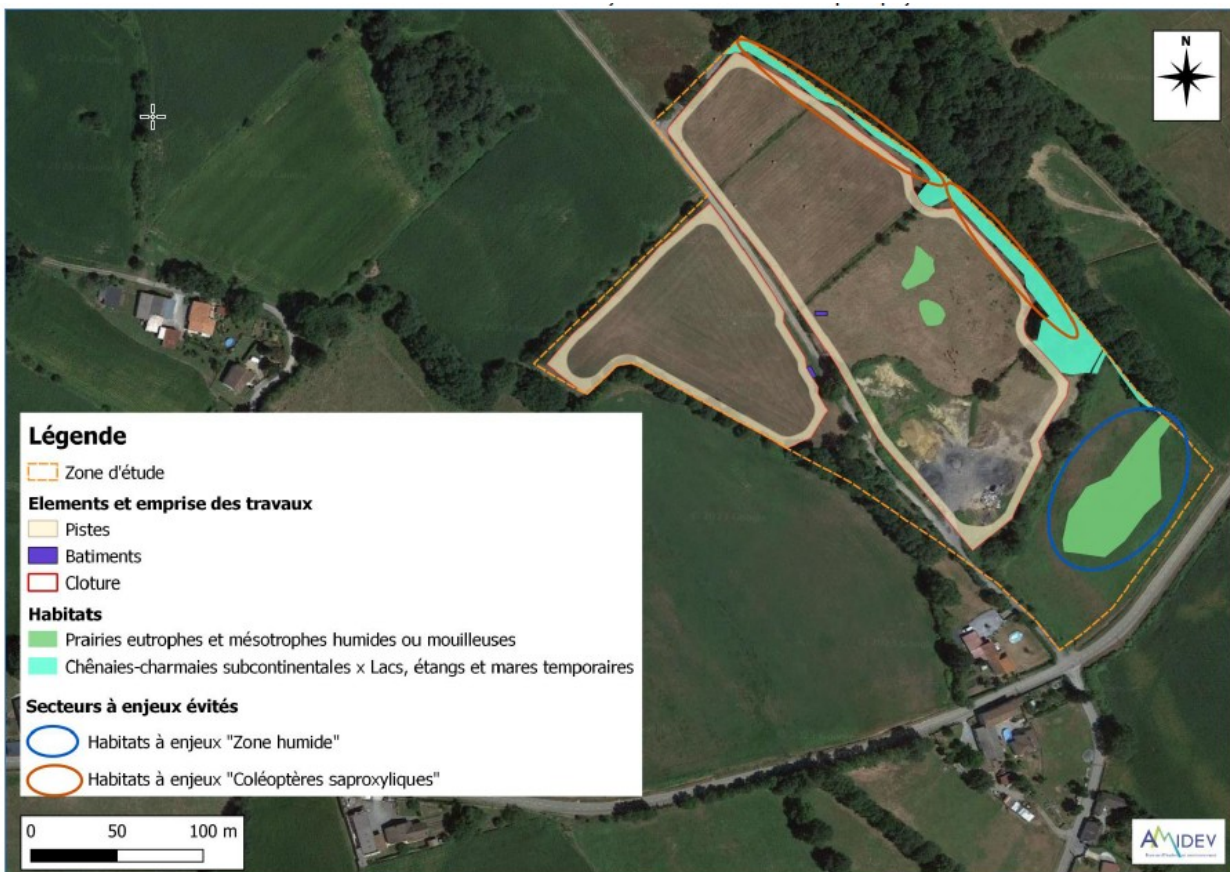 N
Légende
Zone d'étude
Elements et emprise des travaux
Pistes
Batiments
Cloture
Habitats
Prairies eutrophes et mésotrophes humides ou mouilleuses
Chênaies-charmaies subcontinentales x Lacs, étangs et mares temporaires
Secteurs à enjeux évités
Habitats à enjeux "Zone humide"
Habitats à enjeux "Coléoptères saproxyliques"
0 50 100 m
AMIDEV